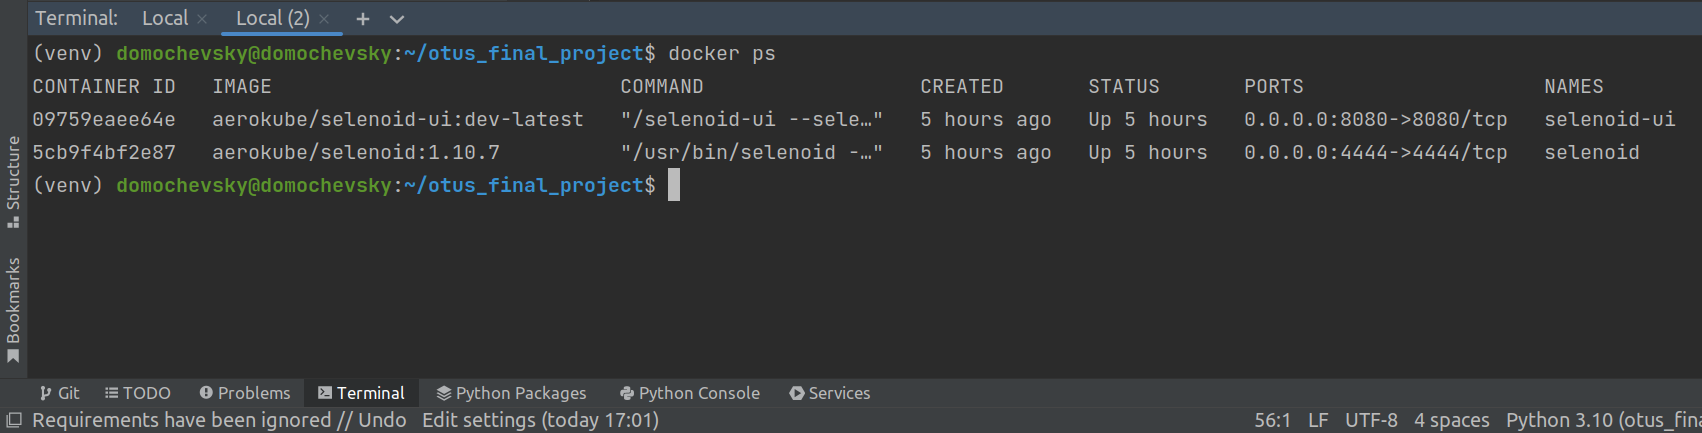 Terminal: Local × Local (2) × +
(venv) domochevsky@domochevsky:~/otus_final_project$ docker ps
CONTAINER ID IMAGE COMMAND CREATED STATUS PORTS NAMES
09759eaee64e aerokube/selenoid-ui:dev-latest "/selenoid-ui --sele…" 5 hours ago Up 5 hours 0.0.0.0:8080->8080/tcp selenoid-ui
5cb9f4bf2e87 aerokube/selenoid:1.10.7 "/usr/bin/selenoid -…" 5 hours ago Up 5 hours 0.0.0.0:4444->4444/tcp selenoid
(venv) domochevsky@domochevsky:~/otus_final_project$
Structure
Bookmarks
Git TODO Problems Terminal Python Packages Python Console Services
Requirements have been ignored // Undo Edit settings (today 17:01) 56:1 LF UTF-8 4 spaces Python 3.10 (otus_fina